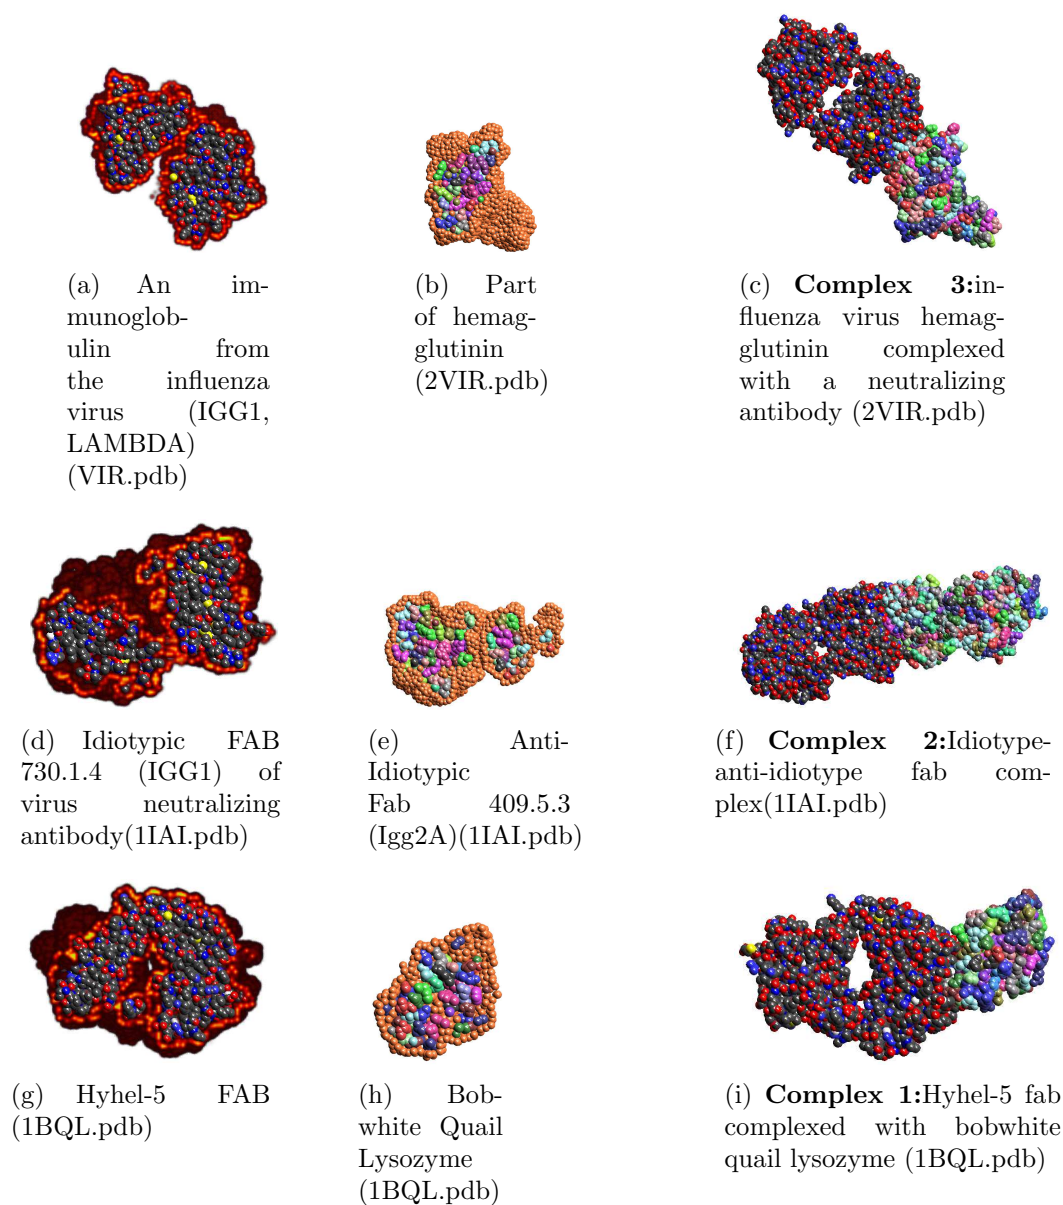 (a) An im-
munoglob-
ulin from
the influenza
virus (IGG1,
LAMBDA)
(VIR.pdb)
(b) Part
of hemag-
glutinin
(2VIR.pdb)
(c) Complex 3:in-
fluenza virus hemag-
glutinin complexed
with a neutralizing
antibody (2VIR.pdb)
(d) Idiotypic FAB
730.1.4 (IGG1) of
virus neutralizing
antibody(1IAI.pdb)
(e) Anti-
Idiotypic
Fab 409.5.3
(Igg2A)(1IAI.pdb)
(f) Complex 2:Idiotype-
anti-idiotype fab com-
plex(1IAI.pdb)
(g) Hyhel-5 FAB
(1BQL.pdb)
(h) Bob-
white Quail
Lysozyme
(1BQL.pdb)
(i) Complex 1:Hyhel-5 fab
complexed with bobwhite
quail lysozyme (1BQL.pdb)